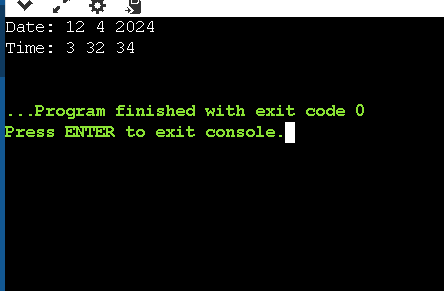 Date: 12 4 2024
Time: 3 32 34
...Program finished with exit code 0
Press ENTER to exit console.